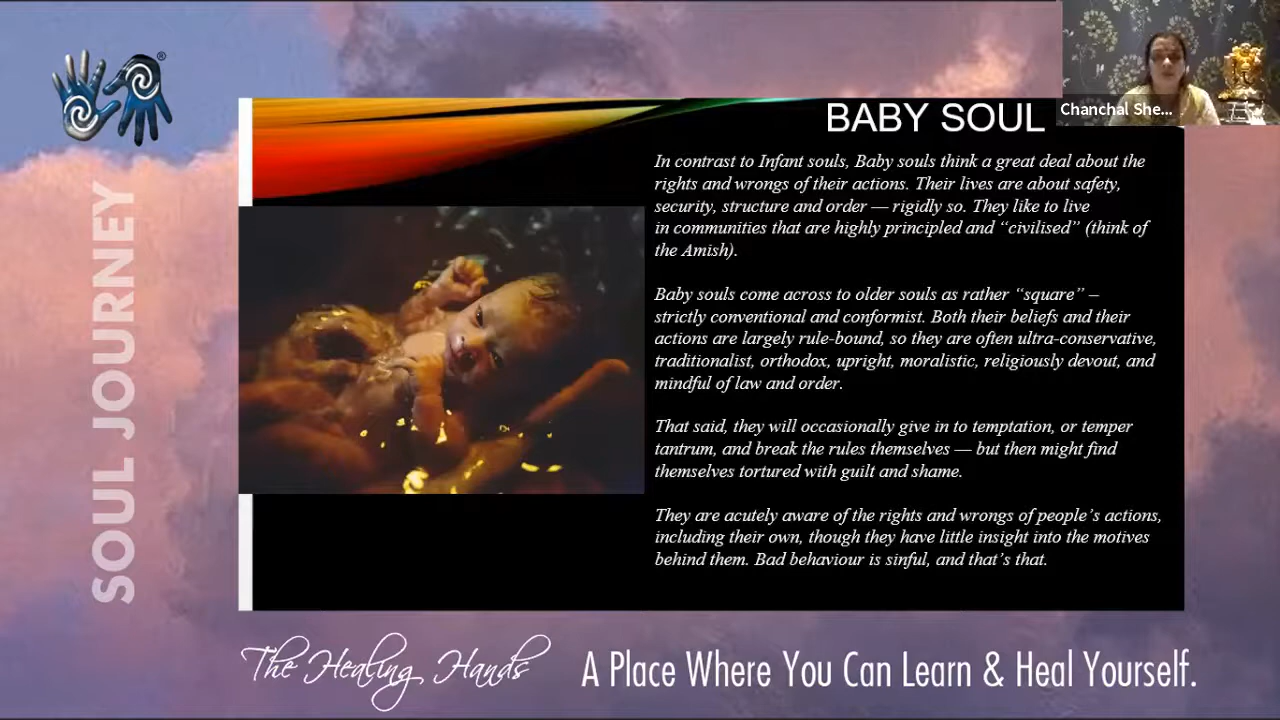 ®
SOUL JOURNEY
BABY SOUL
Chanchal She...
In contrast to Infant souls, Baby souls think a great deal about the
rights and wrongs of their actions. Their lives are about safety,
security, structure and order — rigidly so. They like to live
in communities that are highly principled and “civilised” (think of
the Amish).
Baby souls come across to older souls as rather “square” –
strictly conventional and conformist. Both their beliefs and their
actions are largely rule-bound, so they are often ultra-conservative,
traditionalist, orthodox, upright, moralistic, religiously devout, and
mindful of law and order.
That said, they will occasionally give in to temptation, or temper
tantrum, and break the rules themselves — but then might find
themselves tortured with guilt and shame.
They are acutely aware of the rights and wrongs of people’s actions,
including their own, though they have little insight into the motives
behind them. Bad behaviour is sinful, and that’s that.
The Healing Hands
A Place Where You Can Learn & Heal Yourself.